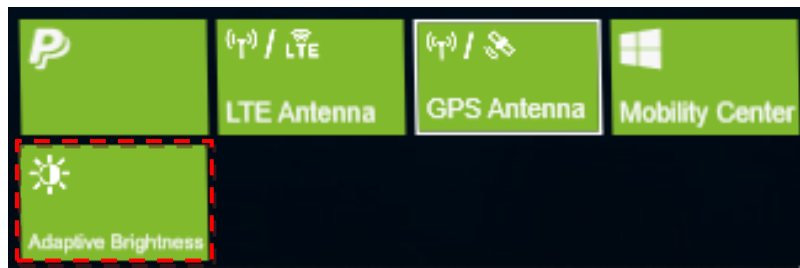 P
(T) / LTE
(T) /
LTE Antenna
GPS Antenna
Mobility Center
Adaptive Brightness